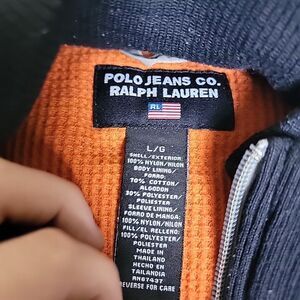 POLO JEANS CO.
RALPH LAUREN
RL
L/G
SHELL/EXTERIOR
100% NYLON/NILON
BODY LINING/
FORRO:
70% COTTON/
ALGODON
30% POLYESTER/
POLIESTER
SLEEVE LINING/
FORRO DE MANGA:
100% NYLON/NILON
FILL/EL RELLENO:
100% POLYESTER/
POLIESTER
MADE IN
THAILAND
HECHO EN
TAILANDIA
RN87437
REVERSE FOR CARE